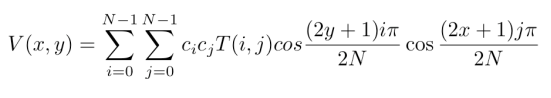 V(x, y) = \sum_{i=0}^{N-1} \sum_{j=0}^{N-1} c_i c_j T(i, j) cos \frac{(2y + 1)i\pi}{2N} \cos \frac{(2x + 1)j\pi}{2N}